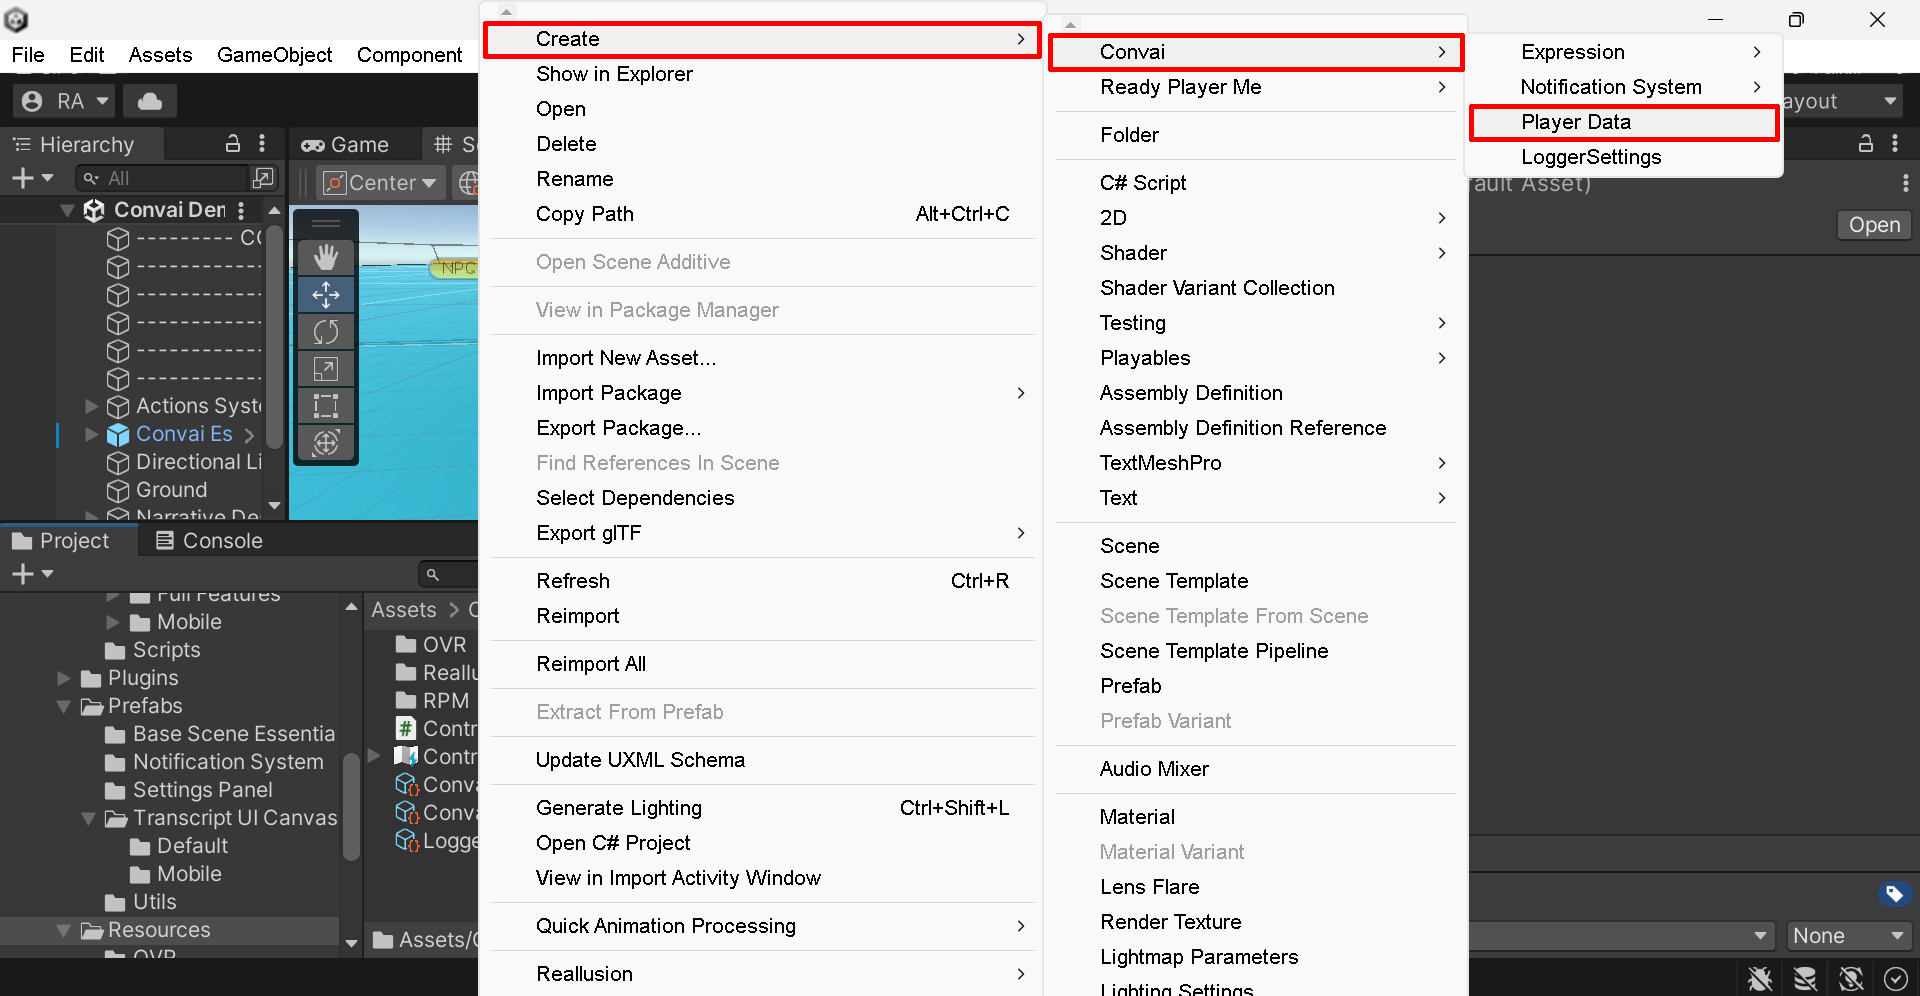 File Edit Assets GameObject Component
RA
Hierarchy
All
Convai Den
--------- CO
Actions Syst
Convai Es
Directional Li
Ground
Narrative De
Game
Center
NPC
Project
Console
Full Features
Mobile
Scripts
Plugins
Prefabs
Base Scene Essentia
Notification System
Settings Panel
Transcript UI Canvas
Default
Mobile
Utils
Resources
OVR
Assets > C
OVR
Reallu
RPM
Contr
Contr
Conva
Conva
Logge
Assets/C
Create
Show in Explorer
Open
Delete
Rename
Copy Path Alt+Ctrl+C
Open Scene Additive
View in Package Manager
Import New Asset...
Import Package
Export Package...
Find References In Scene
Select Dependencies
Export glTF
Refresh Ctrl+R
Reimport
Reimport All
Extract From Prefab
Update UXML Schema
Generate Lighting Ctrl+Shift+L
Open C# Project
View in Import Activity Window
Quick Animation Processing
Reallusion
Convai
Ready Player Me
Folder
C# Script
2D
Shader
Shader Variant Collection
Testing
Playables
Assembly Definition
Assembly Definition Reference
TextMeshPro
Text
Scene
Scene Template
Scene Template From Scene
Scene Template Pipeline
Prefab
Prefab Variant
Audio Mixer
Material
Material Variant
Lens Flare
Render Texture
Lightmap Parameters
Lighting Settings
Expression
Notification System
Player Data
LoggerSettings
ayout
fault Asset)
Open
None